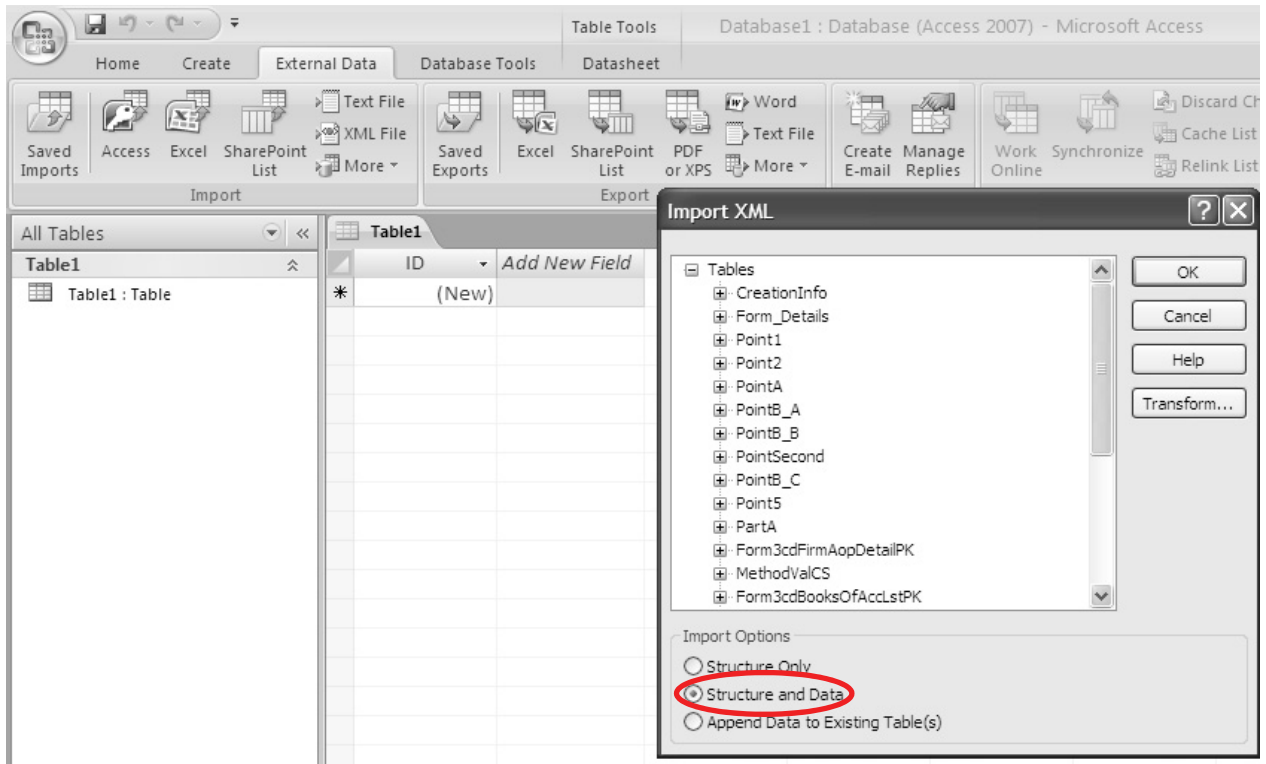 Table Tools
Database1 : Database (Access 2007) - Microsoft Access
Home Create External Data Database Tools Datasheet
Saved Imports
Access
Excel
SharePoint List
Text File
XML File
More
Import
Saved Exports
Excel
SharePoint List
PDF or XPS
Word
Text File
More
Export
Create E-mail
Manage Replies
Work Online
Synchronize
Discard Ch
Cache List
Relink List
All Tables
Table1
Table1 : Table
Table1
ID Add New Field
(New)
Import XML
Tables
CreationInfo
Form_Details
Point1
Point2
PointA
PointB_A
PointB_B
PointSecond
PointB_C
Point5
PartA
Form3cdFirmAopDetailPK
MethodValCS
Form3cdBooksOfAccLstPK
OK
Cancel
Help
Transform...
Import Options
Structure Only
Structure and Data
Append Data to Existing Table(s)